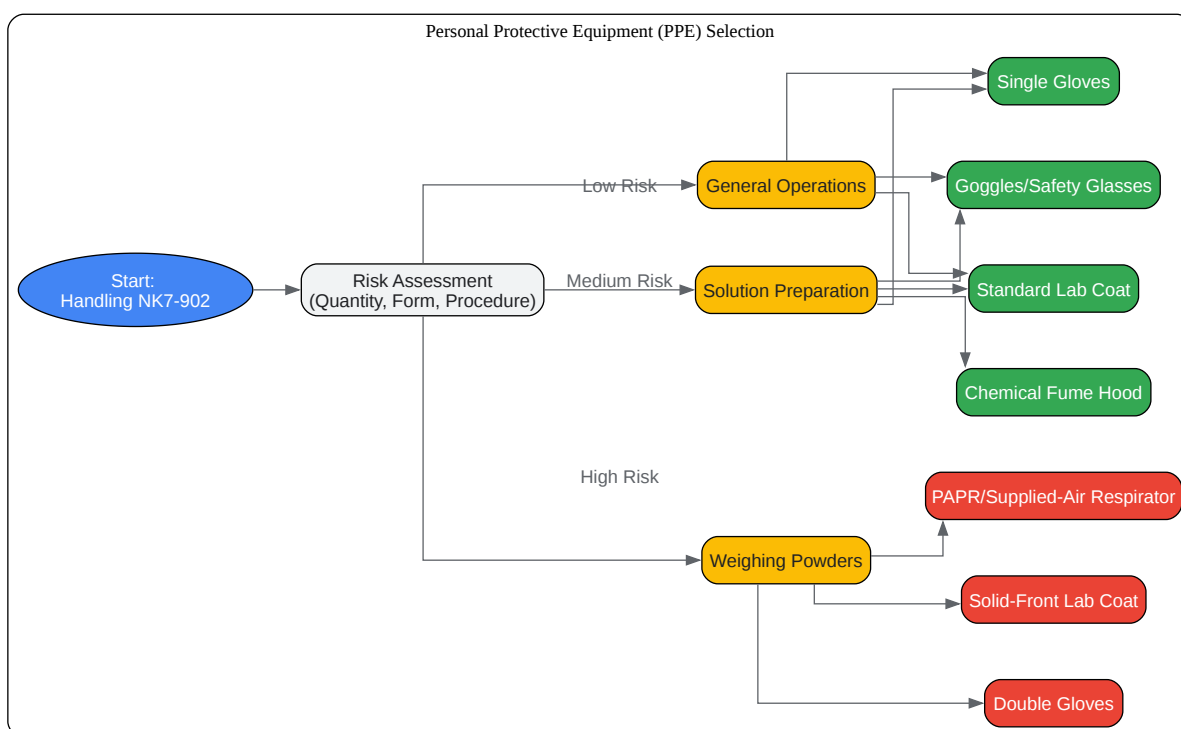 Personal Protective Equipment (PPE) Selection
Single Gloves
Low Risk
General Operations
Goggles/Safety Glasses
Start:
Handling NK7-902
Risk Assessment
(Quantity, Form, Procedure)
Medium Risk
Solution Preparation
Standard Lab Coat
Chemical Fume Hood
High Risk
PAPR/Supplied-Air Respirator
Weighing Powders
Solid-Front Lab Coat
Double Gloves